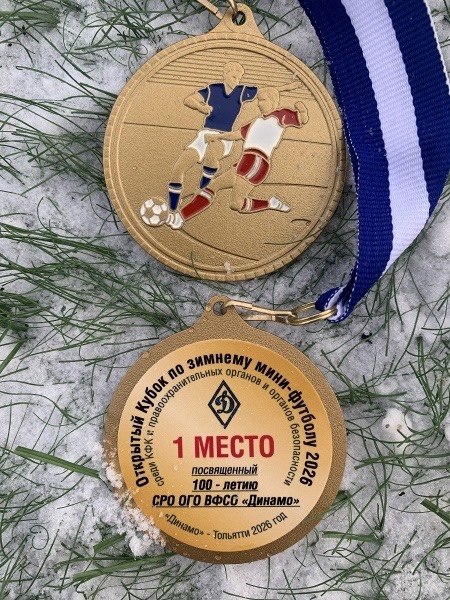 Открытый Кубок по зимнему мини-футболу 2026
среди КФК и правоохранительных органов и органов безопасности
Д
1 МЕСТО
посвященный
100 - летию
СРО ОГО ВФСО «Динамо»
«Динамо» - Тольятти 2026 год